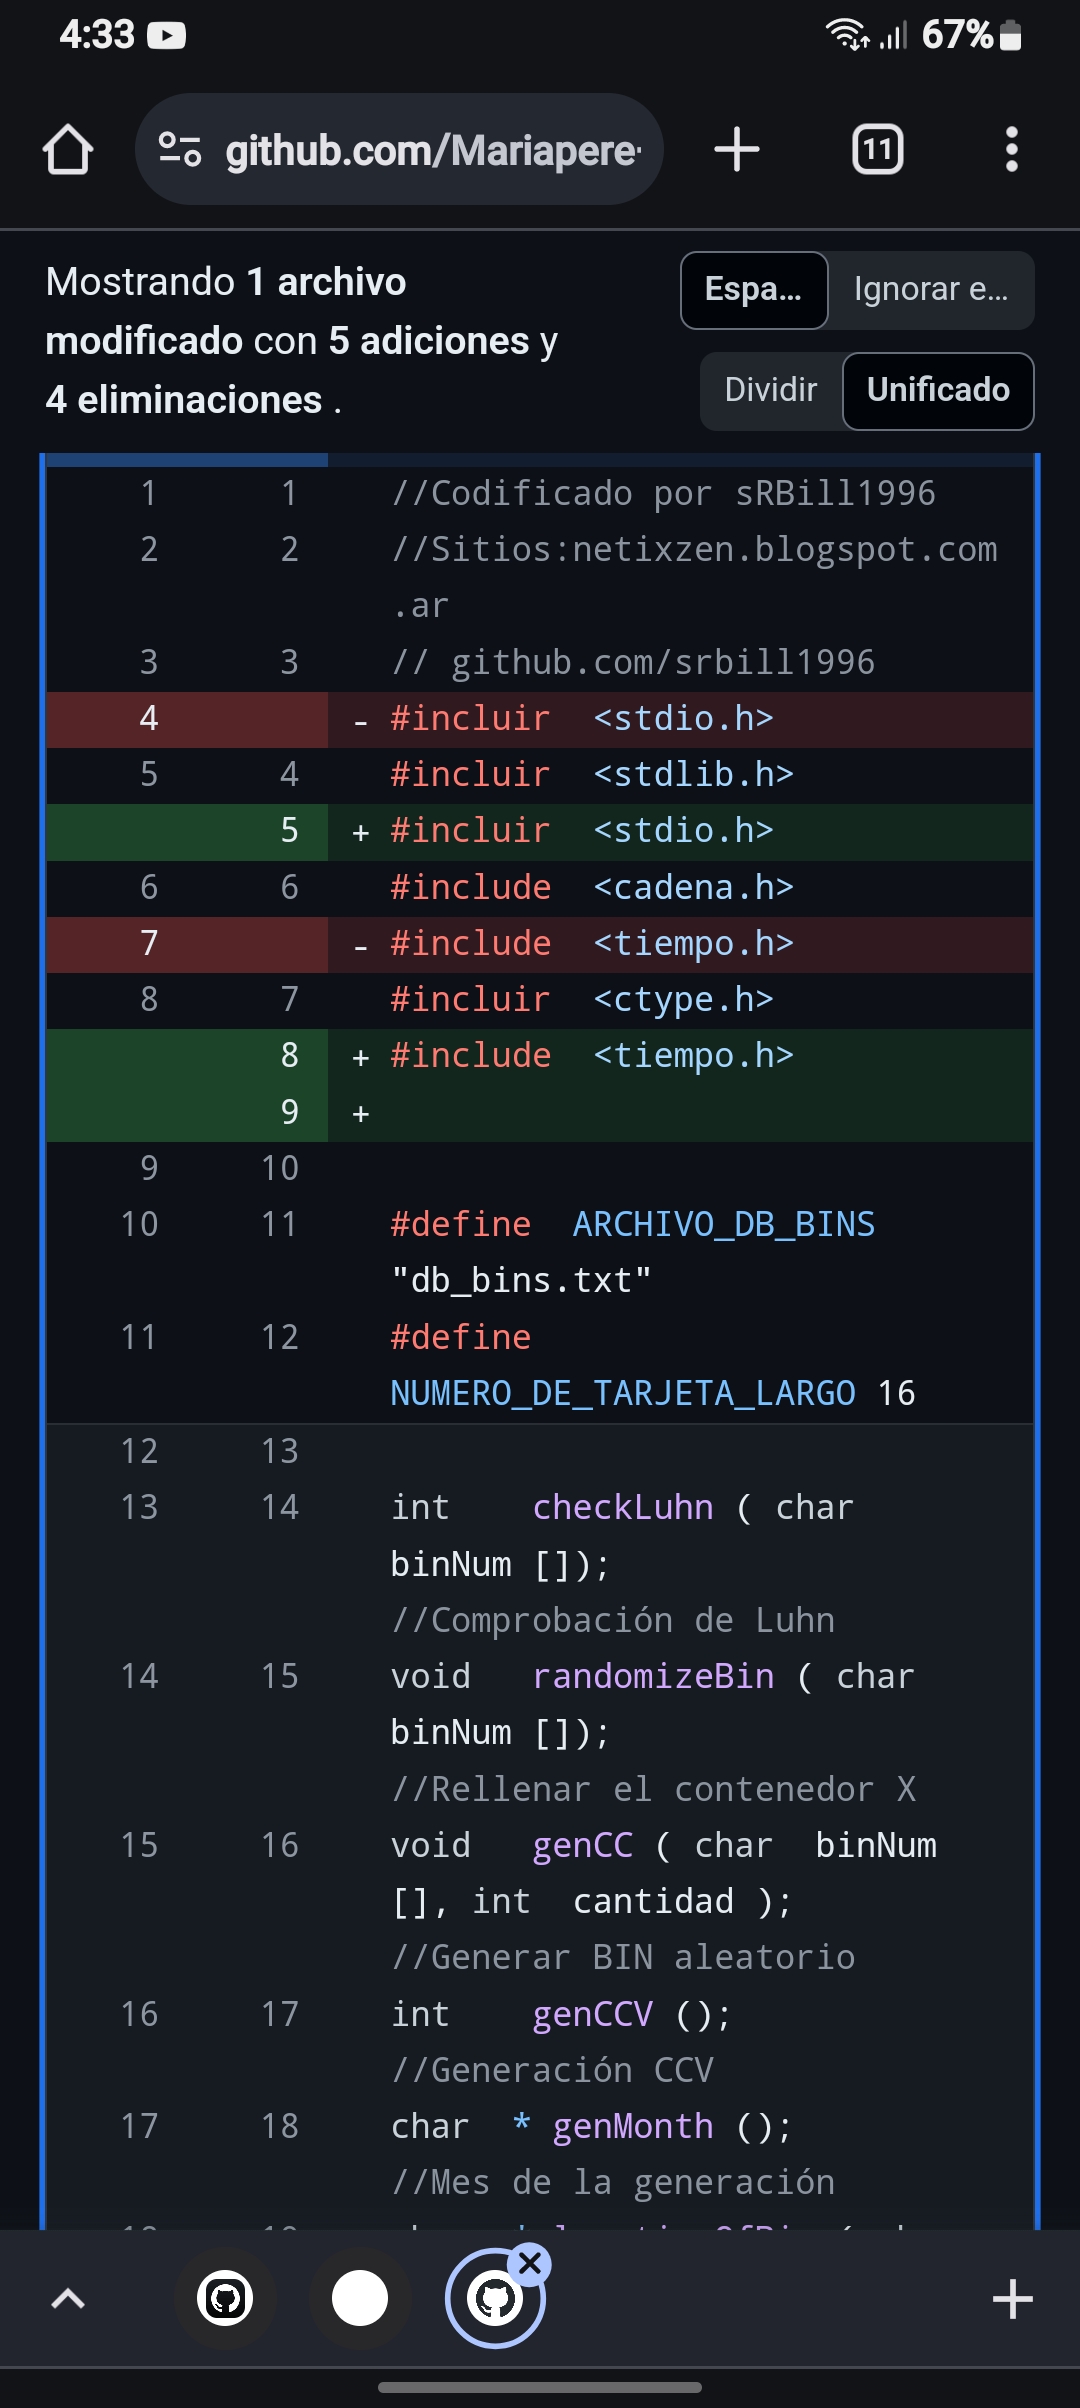 4:33
67%
github.com/Mariapere
11
Mostrando 1 archivo
modificado con 5 adiciones y
4 eliminaciones .
Espa...
Ignorar e...
Dividir
Unificado
1 1 //Codificado por sRBill1996
2 2 //Sitios:netixzen.blogspot.com
.ar
3 3 // github.com/srbill1996
4 - #incluir <stdio.h>
5 4 #incluir <stdlib.h>
5 + #incluir <stdio.h>
6 6 #include <cadena.h>
7 - #include <tiempo.h>
8 7 #incluir <ctype.h>
8 + #include <tiempo.h>
9 +
9 10
10 11 #define ARCHIVO_DB_BINS
"db_bins.txt"
11 12 #define
NUMERO_DE_TARJETA_LARGO 16
12 13
13 14 int checkLuhn ( char
binNum []);
//Comprobación de Luhn
14 15 void randomizeBin ( char
binNum []);
//Rellenar el contenedor X
15 16 void genCC ( char binNum
[], int cantidad );
//Generar BIN aleatorio
16 17 int genCCV ();
//Generación CCV
17 18 char * genMonth ();
//Mes de la generación